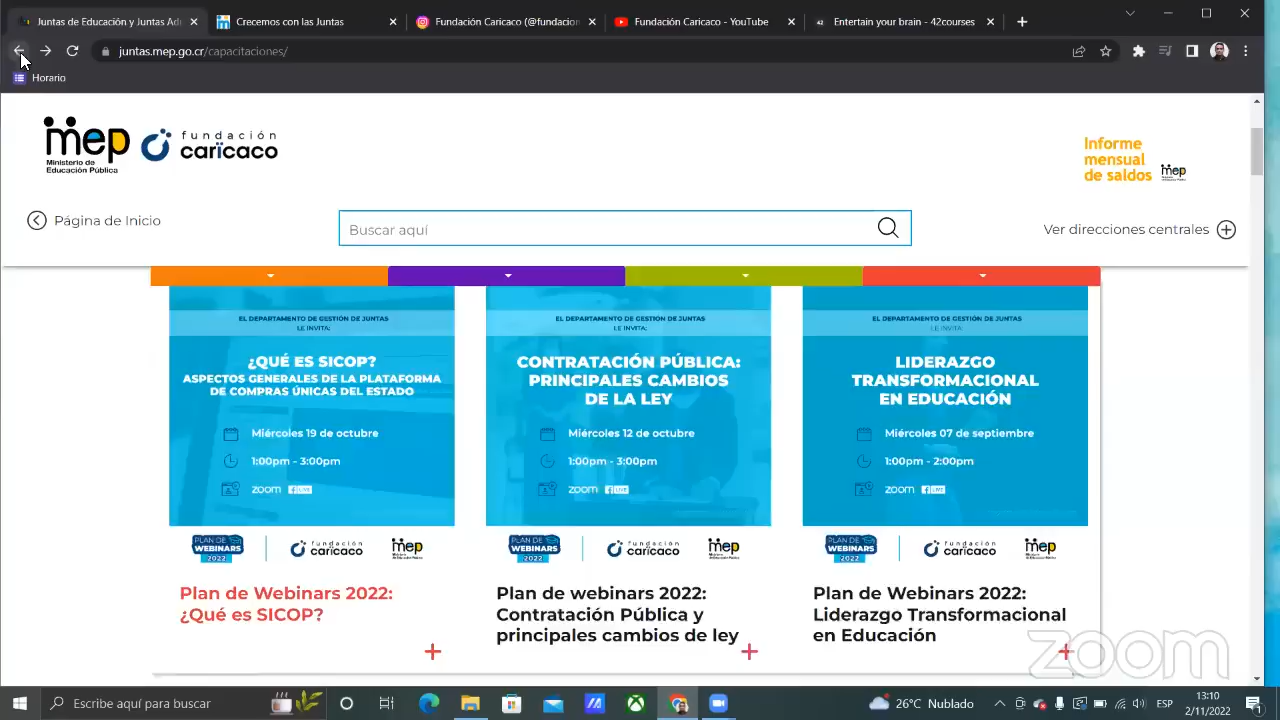 Educación y Juntas Ad
Crecemos con las Juntas
Fundación Caricaco (@fundacion
Fundación Caricaco - YouTube
42 Entertain your brain - 42courses
juntas.mep.go.cr/capacitaciones/
Horario
mep
Ministerio de
Educación Pública
fundación
caricaco
Informe
mensual
de saldos
mep
Página de Inicio
Buscar aquí
Ver direcciones centrales
EL DEPARTAMENTO DE GESTIÓN DE JUNTAS
LE INVITA:
¿QUÉ ES SICOP?
ASPECTOS GENERALES DE LA PLATAFORMA
DE COMPRAS ÚNICAS DEL ESTADO
Miércoles 19 de octubre
1:00pm - 3:00pm
zoom LIVE
PLAN DE
WEBINARS
2022
fundación
caricaco
mep
Plan de Webinars 2022:
¿Qué es SICOP?
EL DEPARTAMENTO DE GESTIÓN DE JUNTAS
LE INVITA:
CONTRATACIÓN PÚBLICA:
PRINCIPALES CAMBIOS
DE LA LEY
Miércoles 12 de octubre
1:00pm - 3:00pm
zoom LIVE
PLAN DE
WEBINARS
2022
fundación
caricaco
mep
Plan de webinars 2022:
Contratación Pública y
principales cambios de ley
EL DEPARTAMENTO DE GESTIÓN DE JUNTAS
LE INVITA:
LIDERAZGO
TRANSFORMACIONAL
EN EDUCACIÓN
Miércoles 07 de septiembre
1:00pm - 2:00pm
zoom LIVE
PLAN DE
WEBINARS
2022
fundación
caricaco
mep
Plan de Webinars 2022:
Liderazgo Transformacional
en Educación
zoom
Escribe aquí para buscar
26°C Nublado
ESP
13:10
2/11/2022